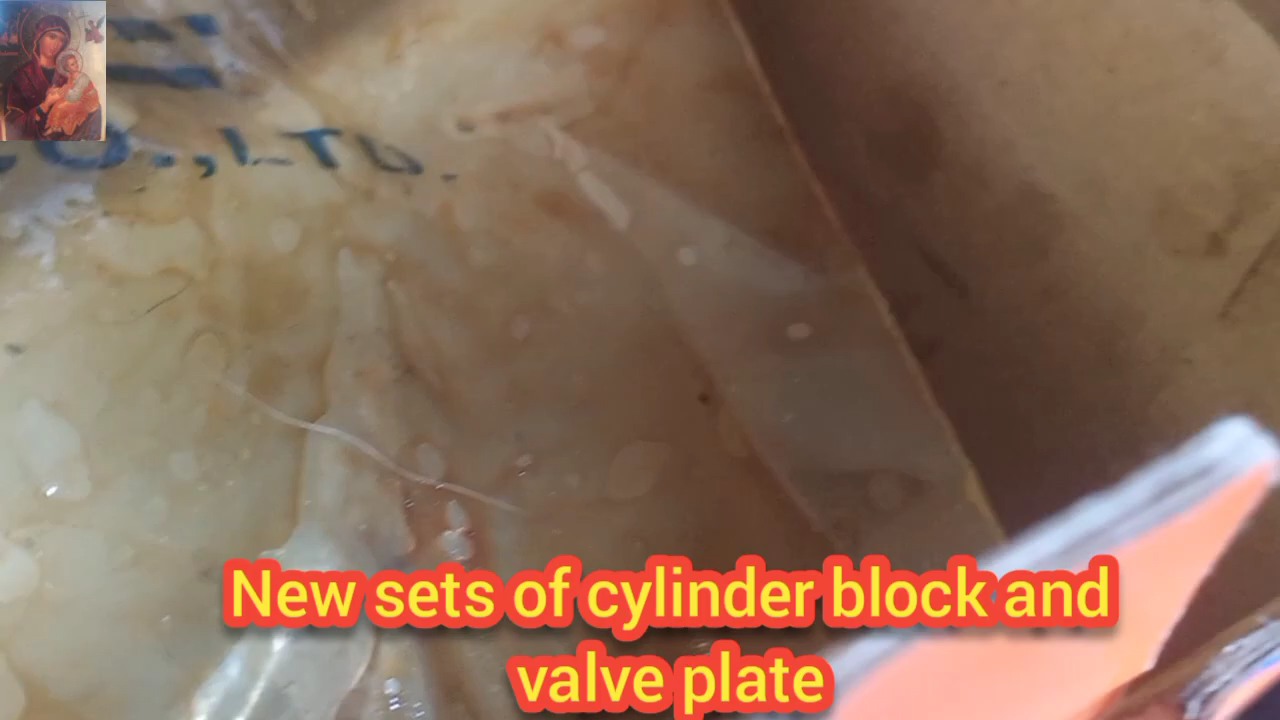 CO.,LTD.
New sets of cylinder block and
valve plate